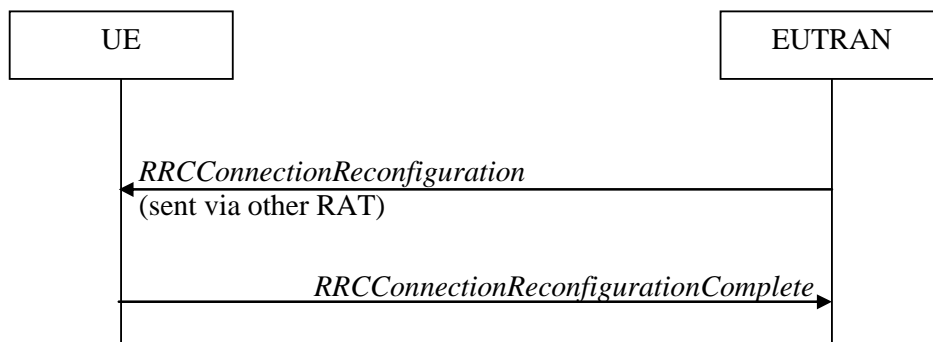 UE
EUTRAN
RRCConnectionReconfiguration
(sent via other RAT)
RRCConnectionReconfigurationComplete